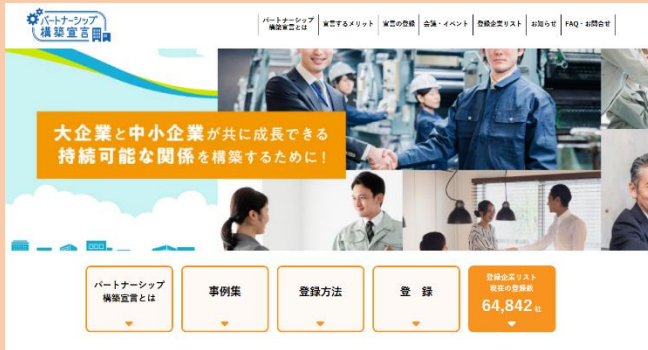 パートナーシップ
構築宣言
パートナーシップ
構築宣言とは
宣言するメリット
宣言の登録
会議・イベント
登録企業リスト
お知らせ
FAQ・お問合せ
大企業と中小企業が共に成長できる
持続可能な関係を構築するために!
パートナーシップ
構築宣言とは
事例集
登録方法
登 録
登録企業リスト
現在の登録数
64,842 社